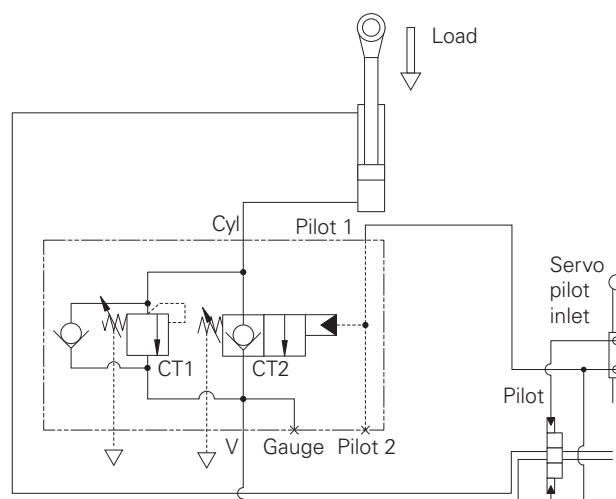 Load
Cyl
Pilot 1
Servo
pilot
inlet
CT1
CT2
Pilot
V
Gauge
Pilot 2